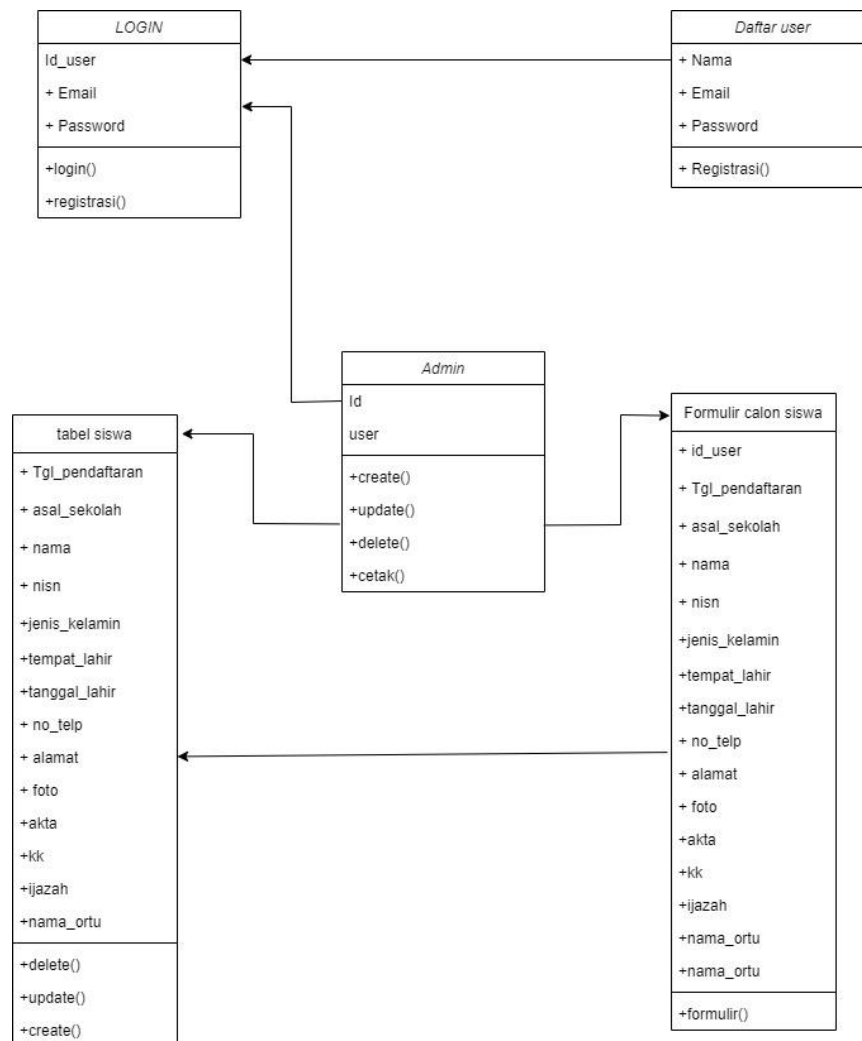 LOGIN
Id_user
+ Email
+ Password
+login()
+registrasi()
Daftar user
+ Nama
+ Email
+ Password
+ Registrasi()
Admin
Id
user
+create()
+update()
+delete()
+cetak()
tabel siswa
+ Tgl_pendaftaran
+ asal_sekolah
+ nama
+ nisn
+jenis_kelamin
+tempat_lahir
+tanggal_lahir
+ no_telp
+ alamat
+ foto
+akta
+kk
+ijazah
+nama_ortu
+delete()
+update()
+create()
Formulir calon siswa
+ id_user
+ Tgl_pendaftaran
+ asal_sekolah
+ nama
+ nisn
+jenis_kelamin
+tempat_lahir
+tanggal_lahir
+ no_telp
+ alamat
+ foto
+akta
+kk
+ijazah
+nama_ortu
+nama_ortu
+formulir()